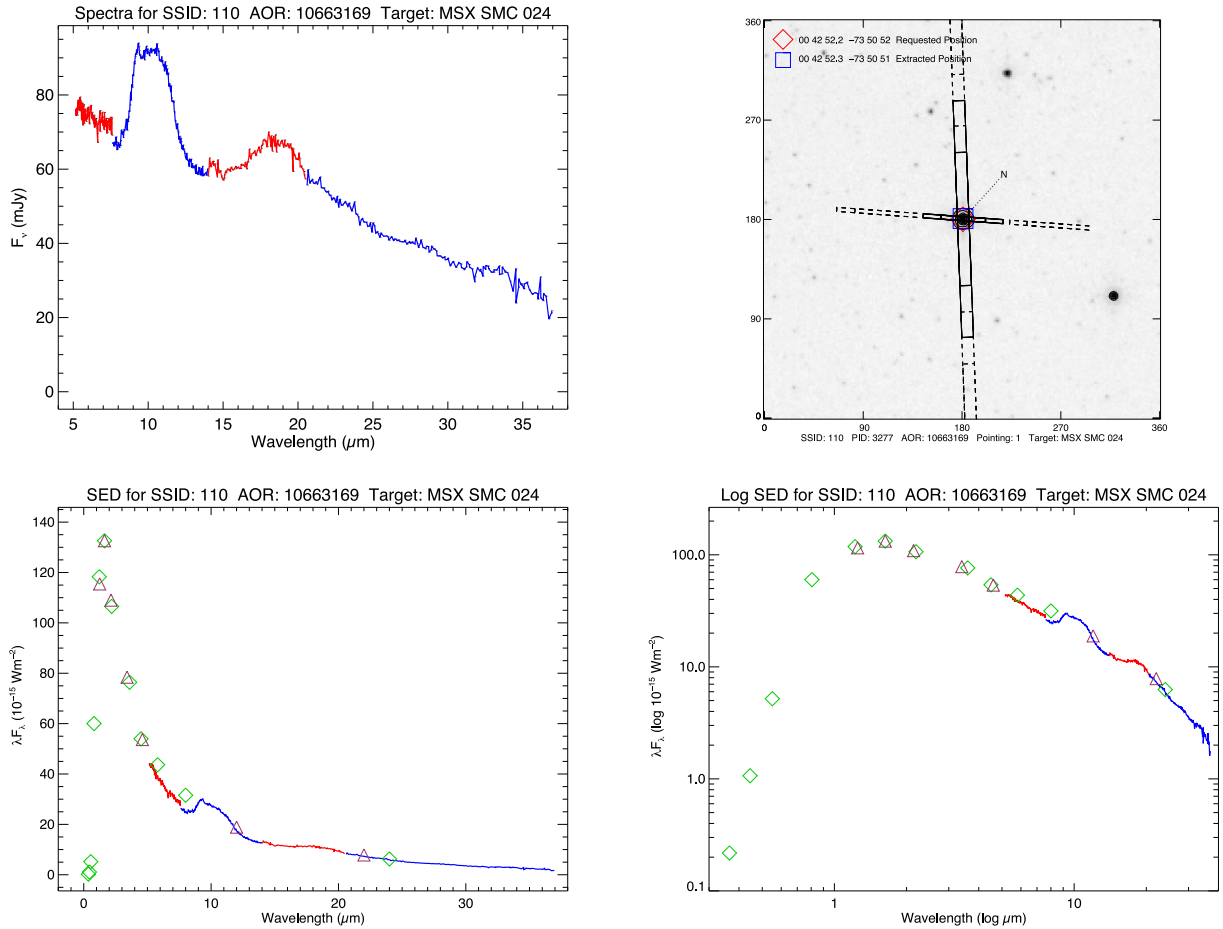 Spectra for SSID: 110 AOR: 10663169 Target: MSX SMC 024
80
60
40
20
0
Fν (mJy)
5 10 15 20 25 30 35
Wavelength (μm)
360
270
180
90
0
00 42 52.2 −73 50 52 Requested Position
00 42 52.3 −73 50 51 Extracted Position
N
0 90 180 270 360
SSID: 110 PID: 3277 AOR: 10663169 Pointing: 1 Target: MSX SMC 024
SED for SSID: 110 AOR: 10663169 Target: MSX SMC 024
140
120
100
80
60
40
20
0
λFλ (10⁻¹⁵ Wm⁻²)
0 10 20 30
Wavelength (μm)
Log SED for SSID: 110 AOR: 10663169 Target: MSX SMC 024
100.0
10.0
1.0
0.1
λFλ (log 10⁻¹⁵ Wm⁻²)
1 10
Wavelength (log μm)